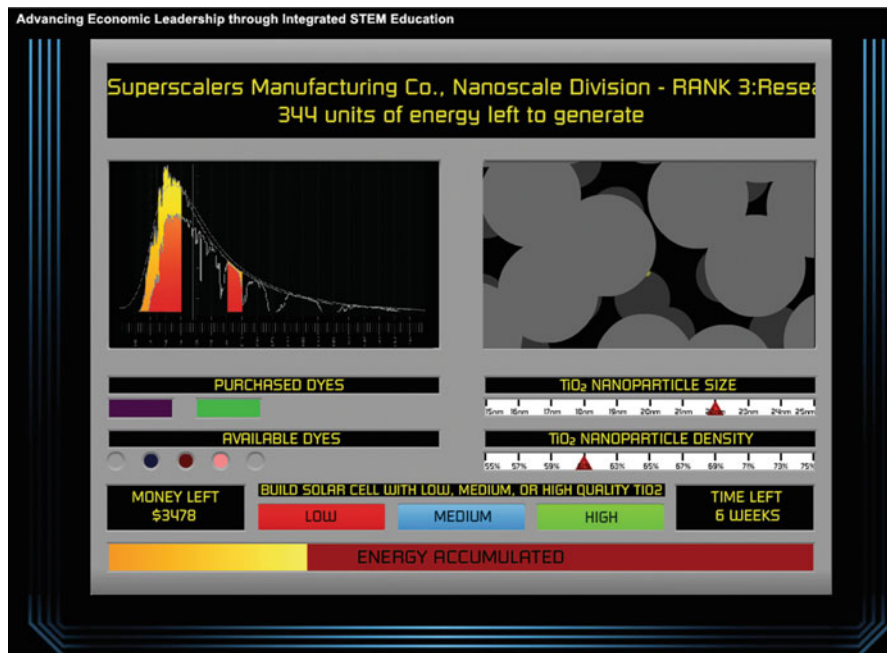 Advancing Economic Leadership through Integrated STEM Education
Superscalers Manufacturing Co., Nanoscale Division - RANK 3:Resea
344 units of energy left to generate
PURCHASED DYES
TiO₂ NANOPARTICLE SIZE
15nm 16nm 17nm 18nm 19nm 20nm 21nm 23nm 24nm 25nm
AVAILABLE DYES
TiO₂ NANOPARTICLE DENSITY
55% 57% 59% 63% 65% 67% 69% 71% 73% 75%
MONEY LEFT
$3478
BUILD SOLAR CELL WITH LOW, MEDIUM, OR HIGH QUALITY TIO2
LOW
MEDIUM
HIGH
TIME LEFT
6 WEEKS
ENERGY ACCUMULATED